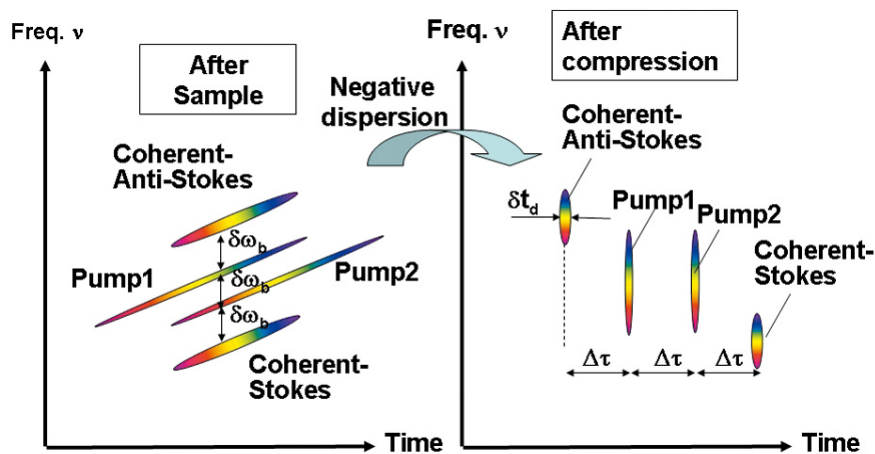 Freq. ν
After
Sample
Coherent-
Anti-Stokes
δω_b
Pump1
δω_b
Pump2
δω_b
Coherent-
Stokes
Time
Negative
dispersion
Freq. ν
After
compression
Coherent-
Anti-Stokes
δt_d
Pump1
Pump2
Coherent-
Stokes
Δτ
Δτ
Δτ
Time